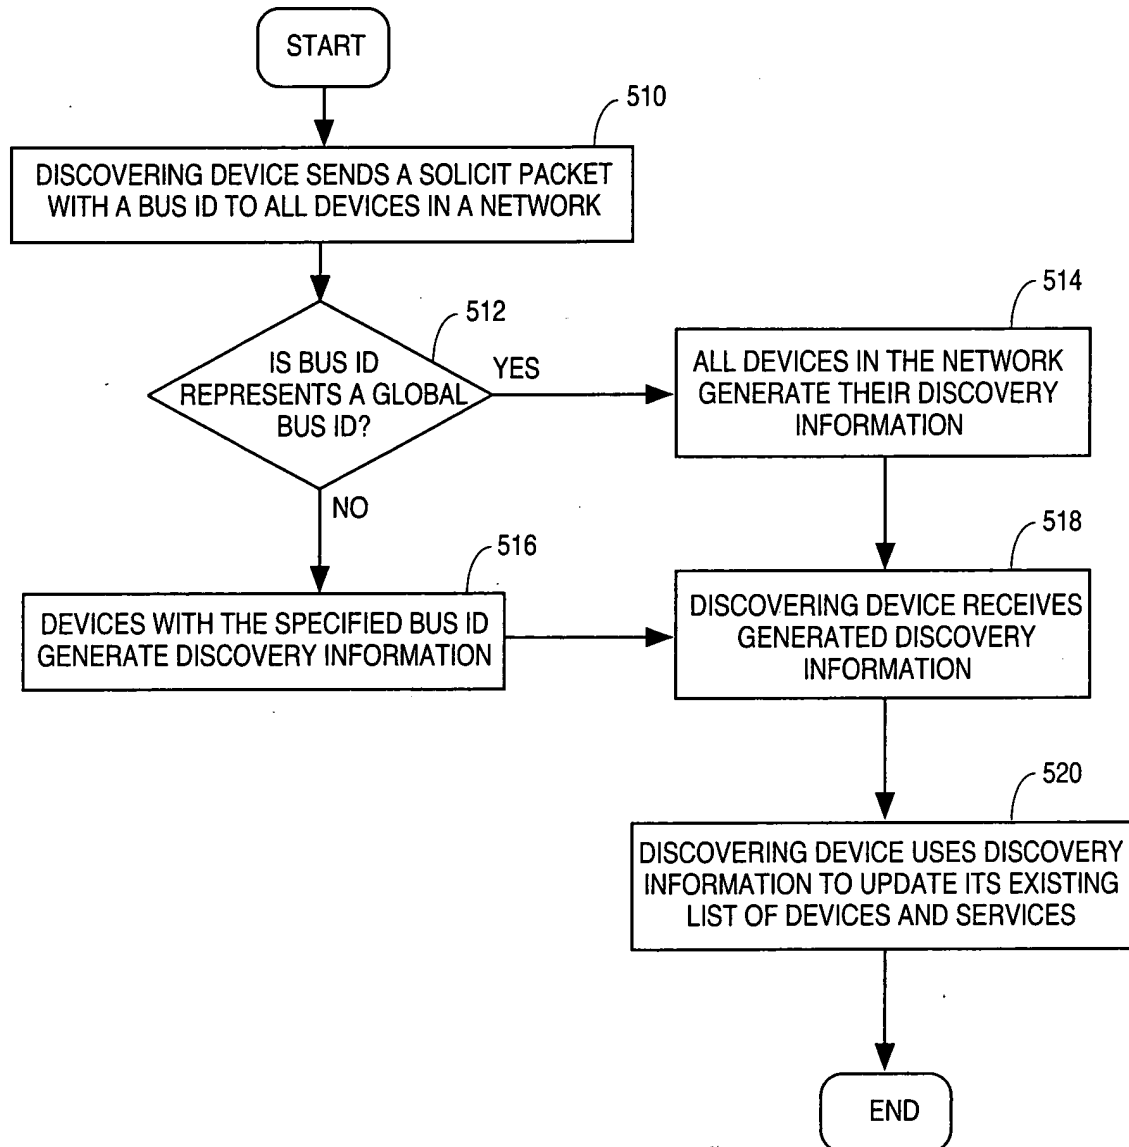 START
510
DISCOVERING DEVICE SENDS A SOLICIT PACKET
WITH A BUS ID TO ALL DEVICES IN A NETWORK
512
IS BUS ID
REPRESENTS A GLOBAL
BUS ID?
YES
NO
514
ALL DEVICES IN THE NETWORK
GENERATE THEIR DISCOVERY
INFORMATION
516
DEVICES WITH THE SPECIFIED BUS ID
GENERATE DISCOVERY INFORMATION
518
DISCOVERING DEVICE RECEIVES
GENERATED DISCOVERY
INFORMATION
520
DISCOVERING DEVICE USES DISCOVERY
INFORMATION TO UPDATE ITS EXISTING
LIST OF DEVICES AND SERVICES
END